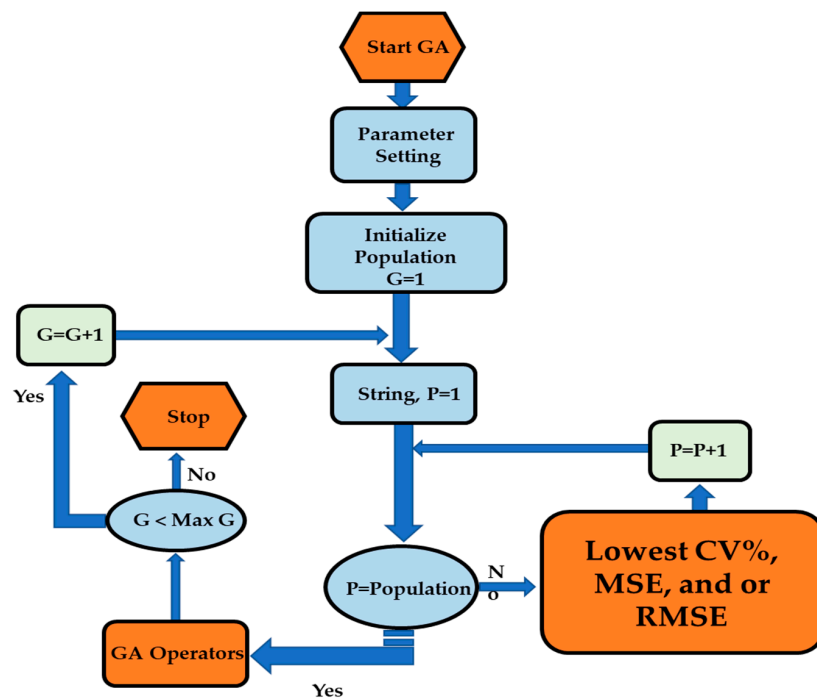 Start GA
Parameter
Setting
Initialize
Population
G=1
G=G+1
Yes
Stop
String, P=1
No
P=P+1
G < Max G
P=Population
N
o
Lowest CV%,
MSE, and or
RMSE
GA Operators
Yes